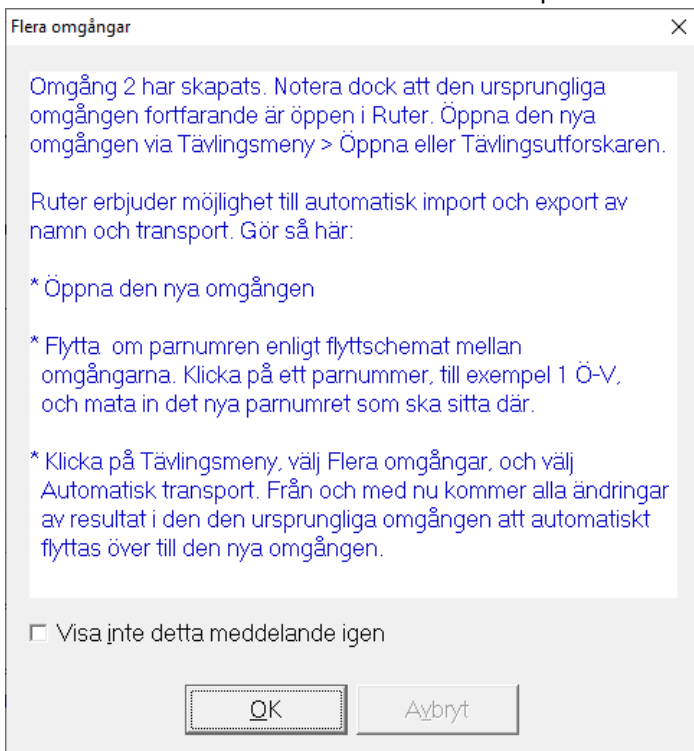 Flera omgångar
Omgång 2 har skapats. Notera dock att den ursprungliga
omgången fortfarande är öppen i Ruter. Öppna den nya
omgången via Tävlingsmeny > Öppna eller Tävlingsutforskaren.
Ruter erbjuder möjlighet till automatisk import och export av
namn och transport. Gör så här:
* Öppna den nya omgången
* Flytta  om parnumren enligt flyttschemat mellan
omgångarna. Klicka på ett parnummer, till exempel 1 Ö-V,
och mata in det nya parnumret som ska sitta där.
* Klicka på Tävlingsmeny, välj Flera omgångar, och välj
Automatisk transport. Från och med nu kommer alla ändringar
av resultat i den den ursprungliga omgången att automatiskt
flyttas över till den nya omgången.
Visa inte detta meddelande igen
OK
Avbryt